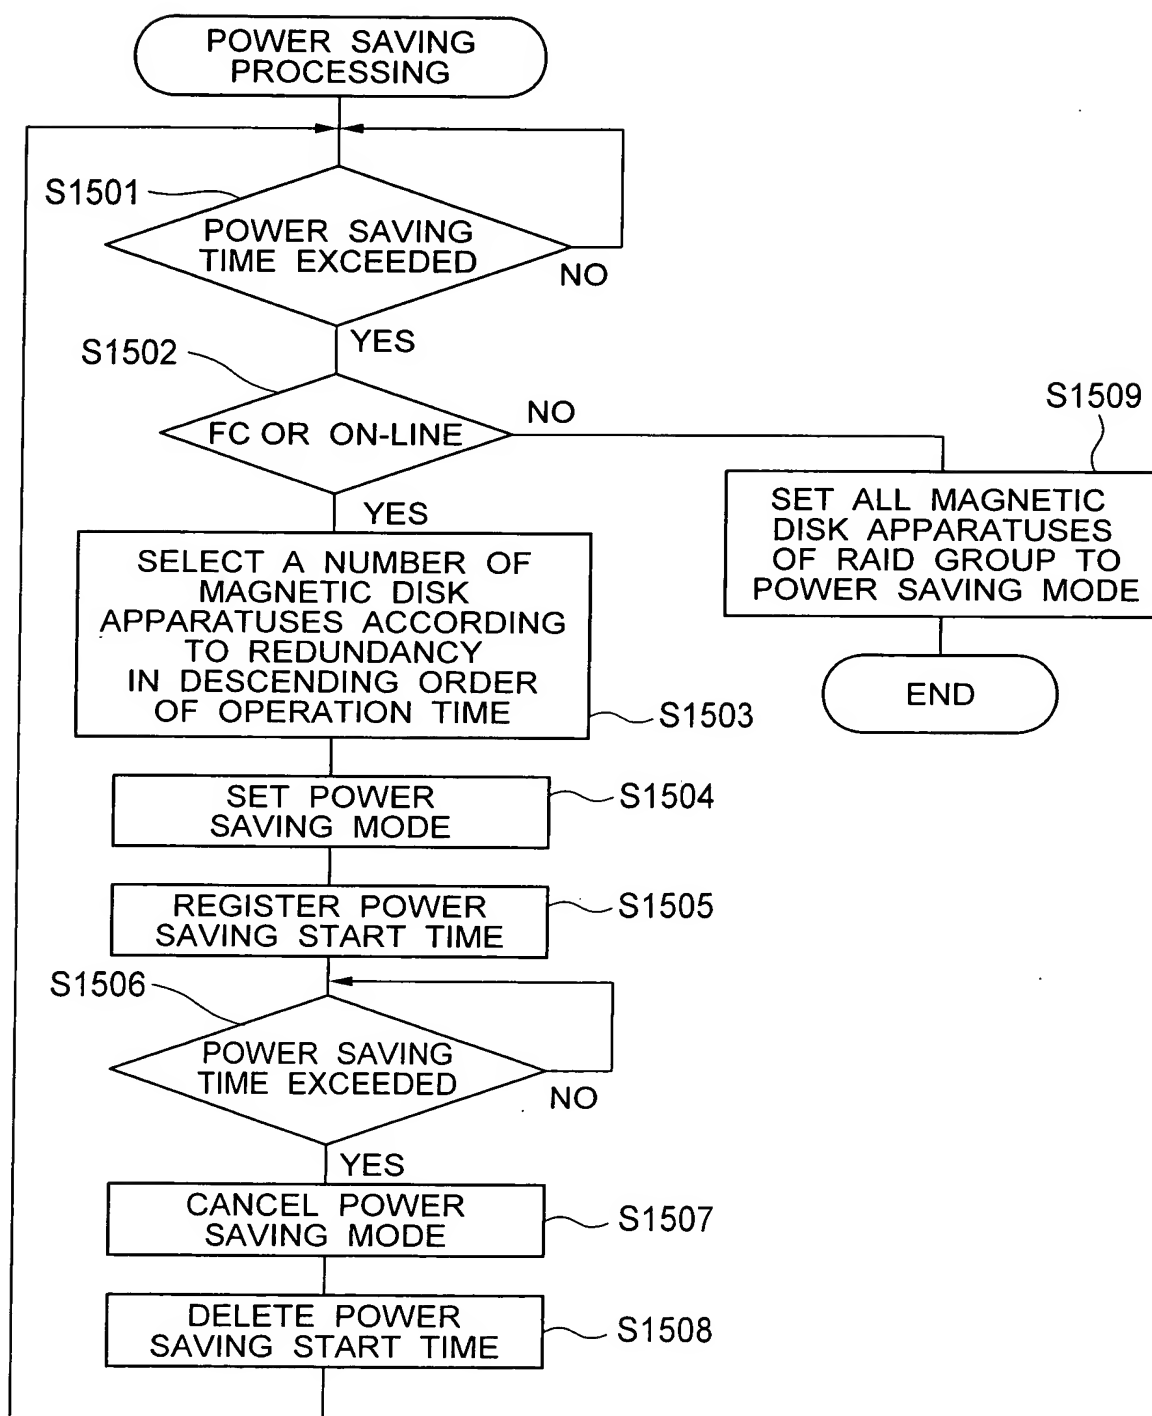 POWER SAVING
PROCESSING
S1501
POWER SAVING
TIME EXCEEDED
NO
YES
S1502
FC OR ON-LINE
NO
YES
S1509
SET ALL MAGNETIC
DISK APPARATUSES
OF RAID GROUP TO
POWER SAVING MODE
END
SELECT A NUMBER OF
MAGNETIC DISK
APPARATUSES ACCORDING
TO REDUNDANCY
IN DESCENDING ORDER
OF OPERATION TIME
S1503
SET POWER
SAVING MODE
S1504
REGISTER POWER
SAVING START TIME
S1505
S1506
POWER SAVING
TIME EXCEEDED
NO
YES
CANCEL POWER
SAVING MODE
S1507
DELETE POWER
SAVING START TIME
S1508